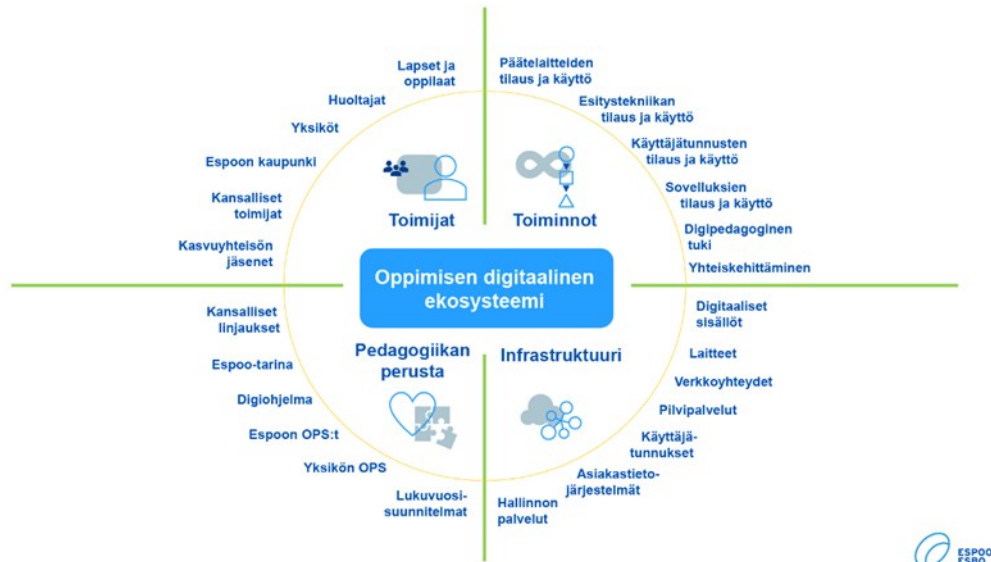 Lapset ja
oppilaat
Huoltajat
Yksiköt
Espoon kaupunki
Kansalliset
toimijat
Kasvuyhteisön
jäsenet
Toimijat
Päätelaitteiden
tilaus ja käyttö
Esitystekniikan
tilaus ja käyttö
Käyttäjätunnusten
tilaus ja käyttö
Sovelluksien
tilaus ja käyttö
Digipedagoginen
tuki
Yhteiskehittäminen
Toiminnot
Oppimisen digitaalinen
ekosysteemi
Kansalliset
linjaukset
Espoo-tarina
Digiohjelma
Espoon OPS:t
Yksikön OPS
Lukuvuosi-
suunnitelmat
Pedagogiikan
perusta
Infrastruktuuri
Digitaaliset
sisällöt
Laitteet
Verkkoyhteydet
Pilvipalvelut
Käyttäjä-
tunnukset
Asiakastieto-
järjestelmät
Hallinnon
palvelut
ESPOO
ESBO